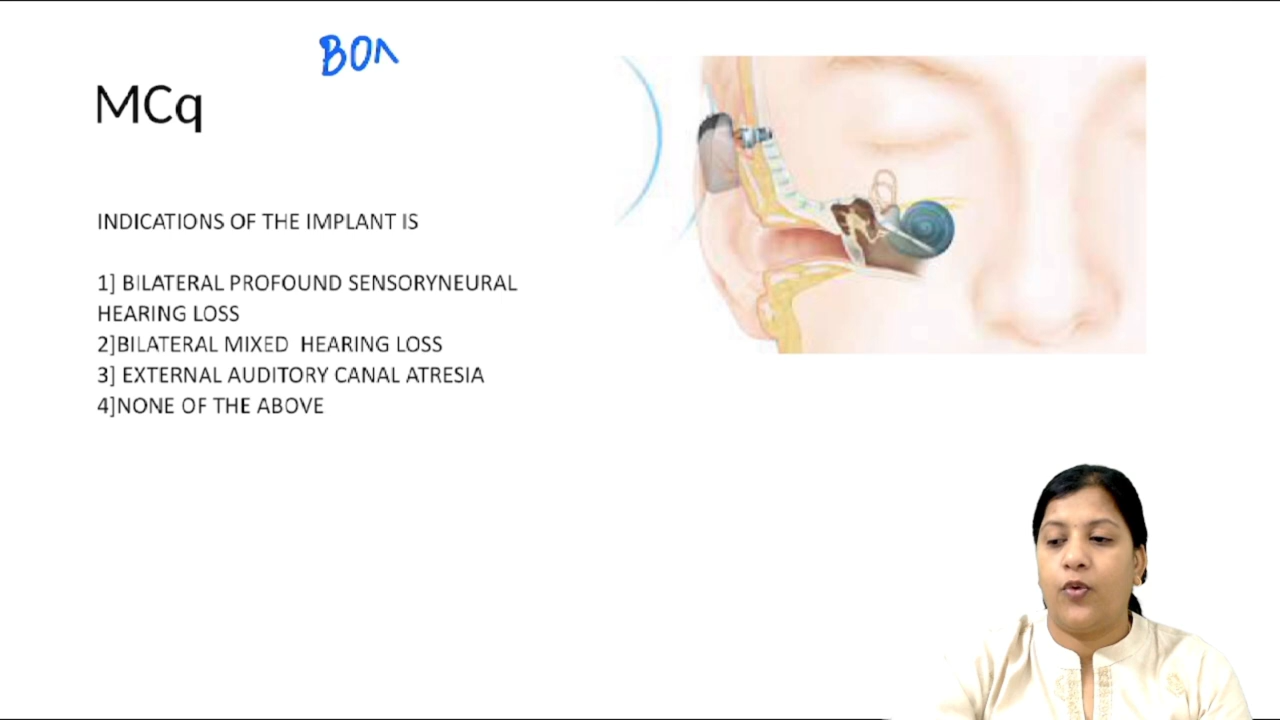 BON
MCq
INDICATIONS OF THE IMPLANT IS
1] BILATERAL PROFOUND SENSORYNEURAL
HEARING LOSS
2]BILATERAL MIXED HEARING LOSS
3] EXTERNAL AUDITORY CANAL ATRESIA
4]NONE OF THE ABOVE